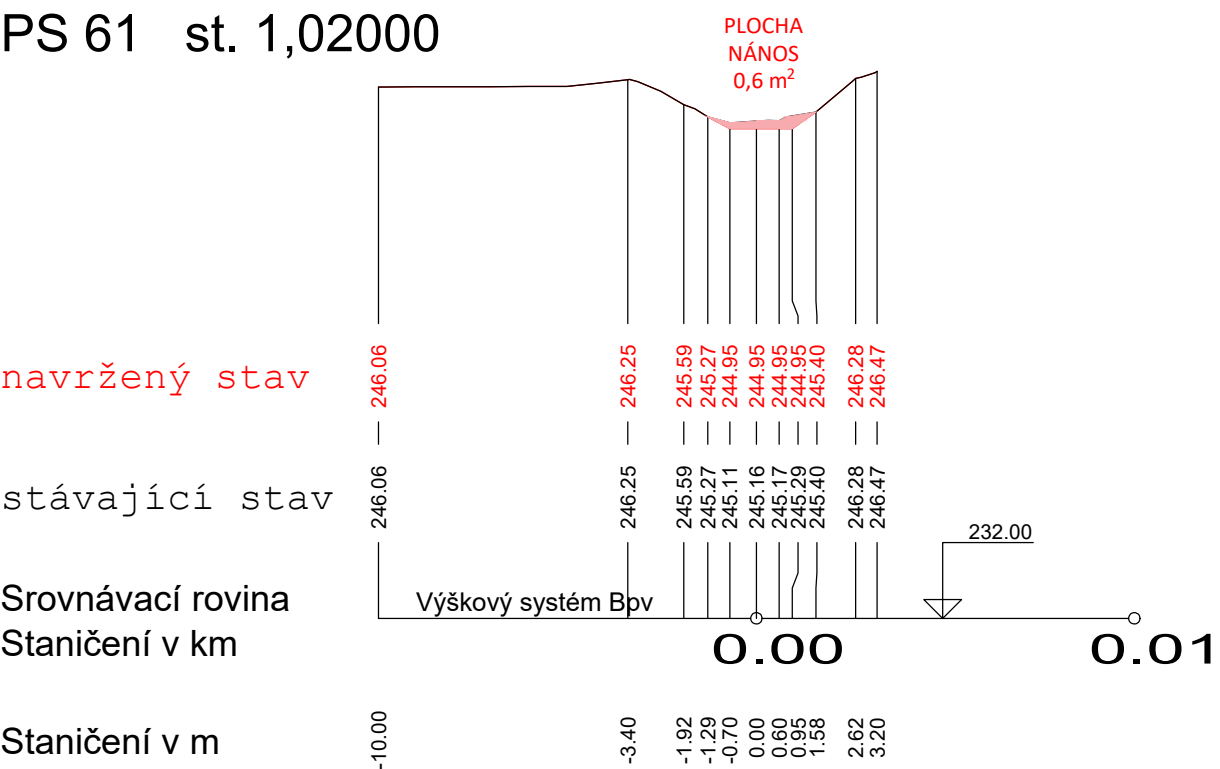 PS 61 st. 1,02000
PLOCHA
NÁNOS
0,6 m²
navržený stav 246.06 246.25 245.59 245.27 244.95 244.95 244.95 244.95 245.40 246.28 246.47
stávající stav 246.06 246.25 245.59 245.27 245.11 245.16 245.17 245.29 245.40 246.28 246.47
232.00
Srovnávací rovina Výškový systém Bpv
Staničení v km 0.00 0.01
Staničení v m -10.00 -3.40 -1.92 -1.29 -0.70 0.00 0.60 0.95 1.58 2.62 3.20